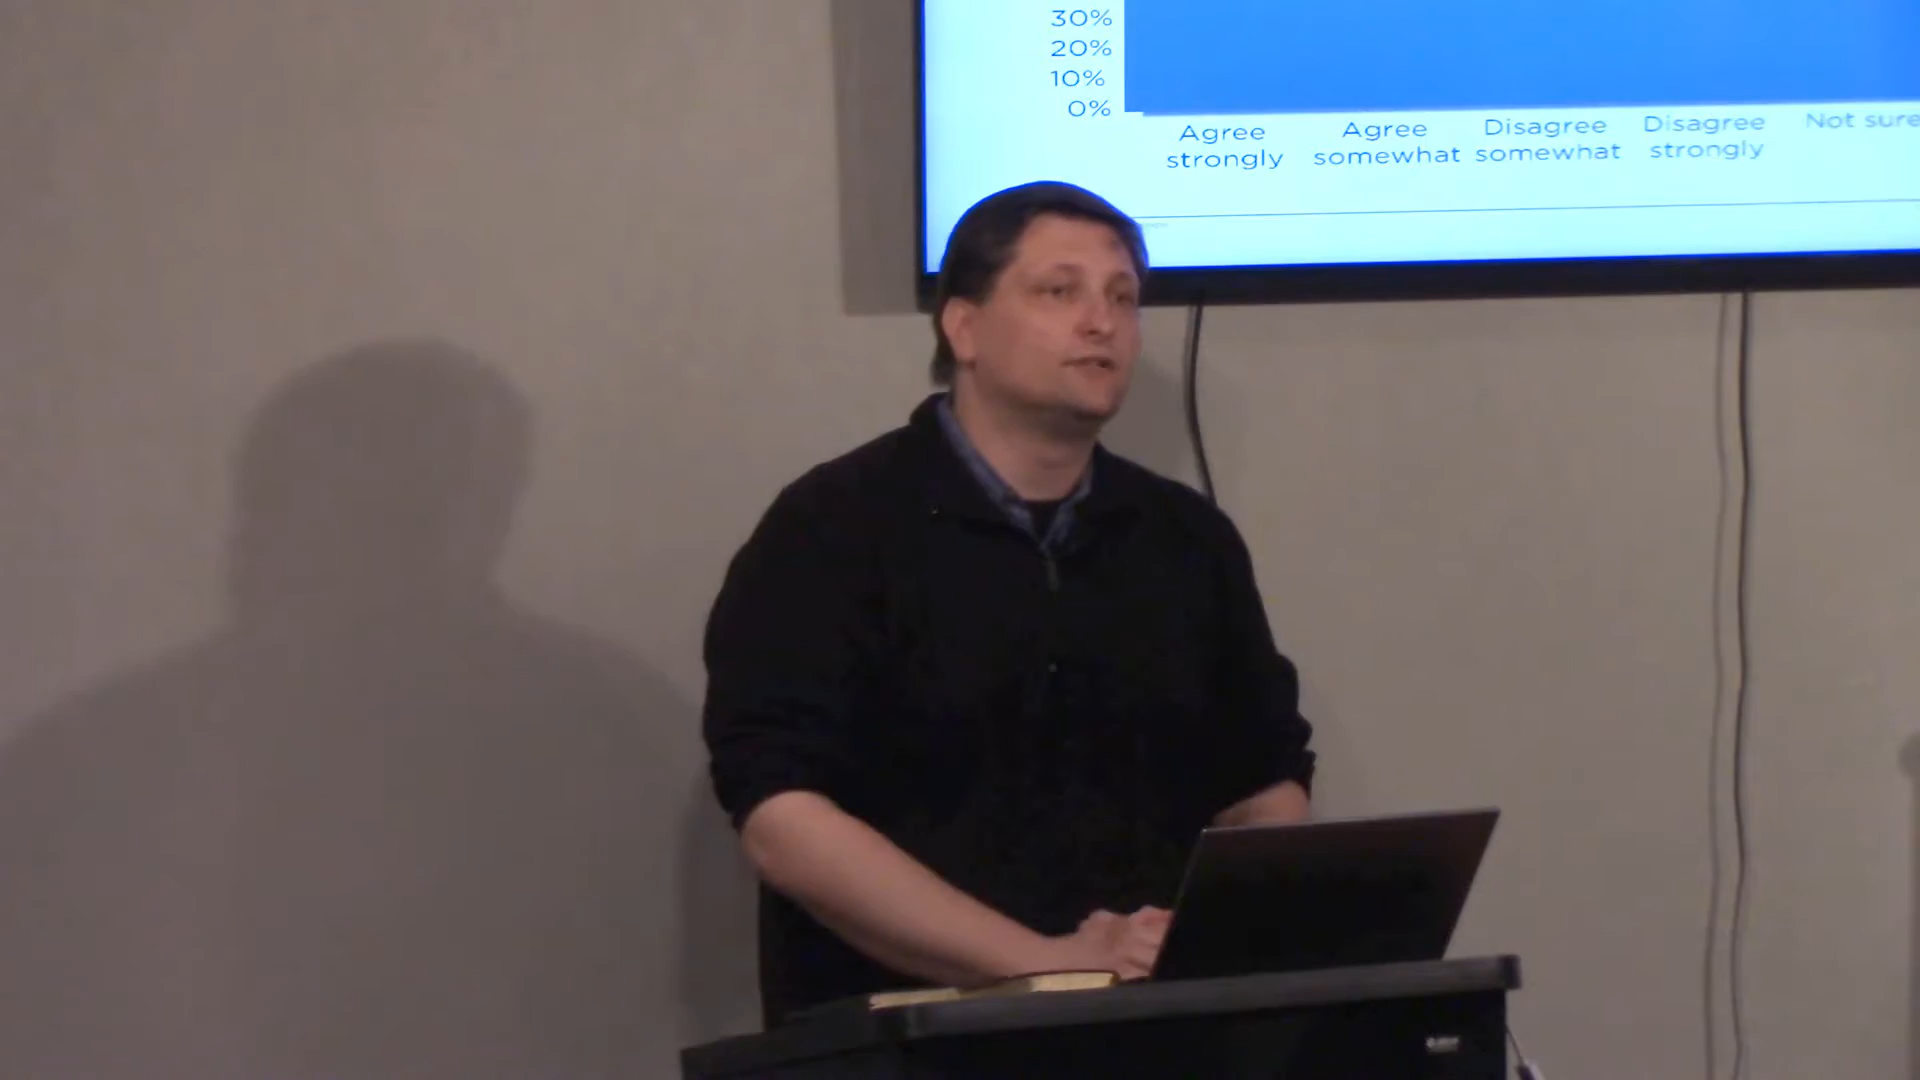 30%
20%
10%
0%
Agree strongly
Agree somewhat
Disagree somewhat
Disagree strongly
Not sure